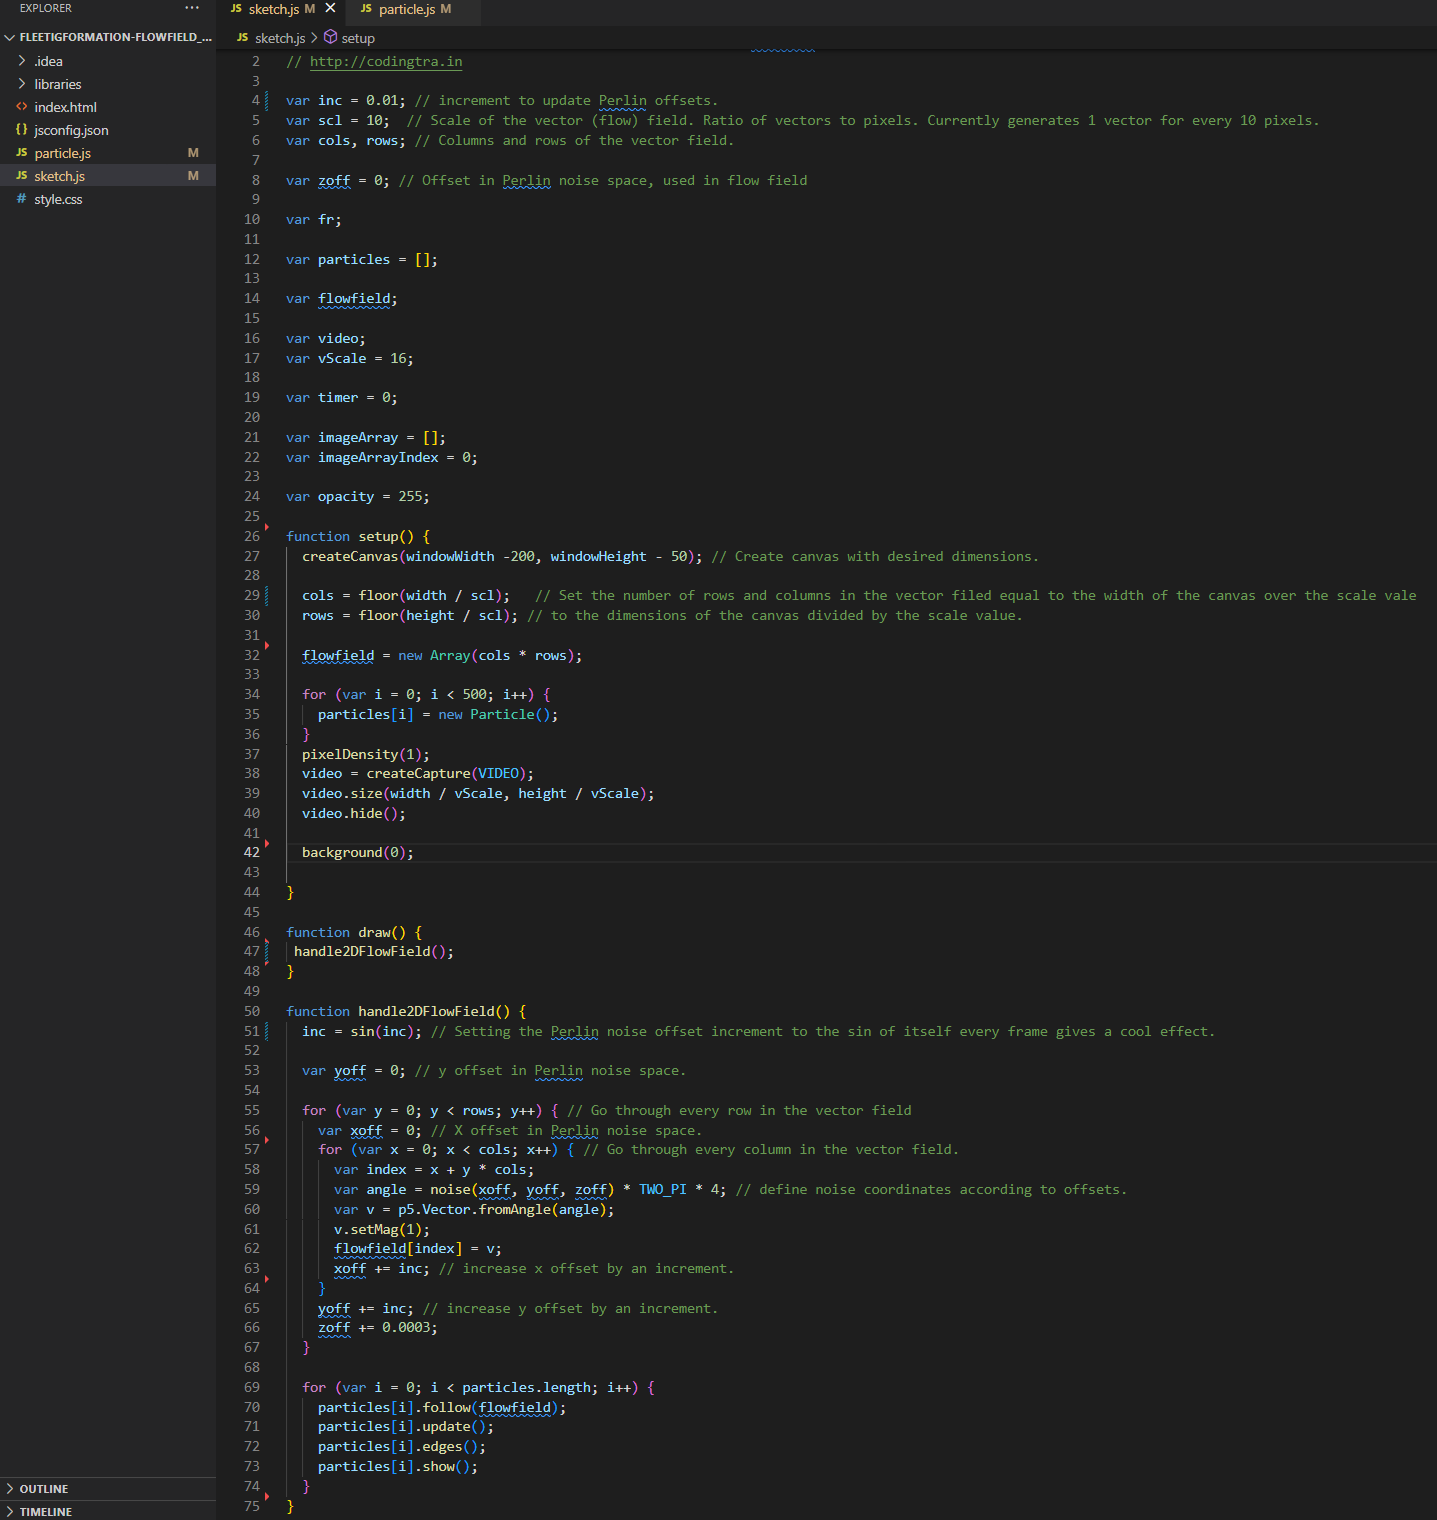 EXPLORER ···
FLEETIGFORMATION-FLOWFIELD_...
.idea
libraries
<> index.html
{} jsconfig.json
JS particle.js M
JS sketch.js M
# style.css
OUTLINE
TIMELINE
JS sketch.js M × JS particle.js M
JS sketch.js > setup
2 // http://codingtra.in
3
4 var inc = 0.01; // increment to update Perlin offsets.
5 var scl = 10;  // Scale of the vector (flow) field. Ratio of vectors to pixels. Currently generates 1 vector for every 10 pixels.
6 var cols, rows; // Columns and rows of the vector field.
7
8 var zoff = 0; // Offset in Perlin noise space, used in flow field
9
10 var fr;
11
12 var particles = [];
13
14 var flowfield;
15
16 var video;
17 var vScale = 16;
18
19 var timer = 0;
20
21 var imageArray = [];
22 var imageArrayIndex = 0;
23
24 var opacity = 255;
25
26 function setup() {
27   createCanvas(windowWidth -200, windowHeight - 50); // Create canvas with desired dimensions.
28
29   cols = floor(width / scl);   // Set the number of rows and columns in the vector filed equal to the width of the canvas over the scale vale
30   rows = floor(height / scl); // to the dimensions of the canvas divided by the scale value.
31
32   flowfield = new Array(cols * rows);
33
34   for (var i = 0; i < 500; i++) {
35     particles[i] = new Particle();
36   }
37   pixelDensity(1);
38   video = createCapture(VIDEO);
39   video.size(width / vScale, height / vScale);
40   video.hide();
41
42   background(0);
43
44 }
45
46 function draw() {
47  handle2DFlowField();
48 }
49
50 function handle2DFlowField() {
51   inc = sin(inc); // Setting the Perlin noise offset increment to the sin of itself every frame gives a cool effect.
52
53   var yoff = 0; // y offset in Perlin noise space.
54
55   for (var y = 0; y < rows; y++) { // Go through every row in the vector field
56     var xoff = 0; // X offset in Perlin noise space.
57     for (var x = 0; x < cols; x++) { // Go through every column in the vector field.
58       var index = x + y * cols;
59       var angle = noise(xoff, yoff, zoff) * TWO_PI * 4; // define noise coordinates according to offsets.
60       var v = p5.Vector.fromAngle(angle);
61       v.setMag(1);
62       flowfield[index] = v;
63       xoff += inc; // increase x offset by an increment.
64     }
65     yoff += inc; // increase y offset by an increment.
66     zoff += 0.0003;
67   }
68
69   for (var i = 0; i < particles.length; i++) {
70     particles[i].follow(flowfield);
71     particles[i].update();
72     particles[i].edges();
73     particles[i].show();
74   }
75 }